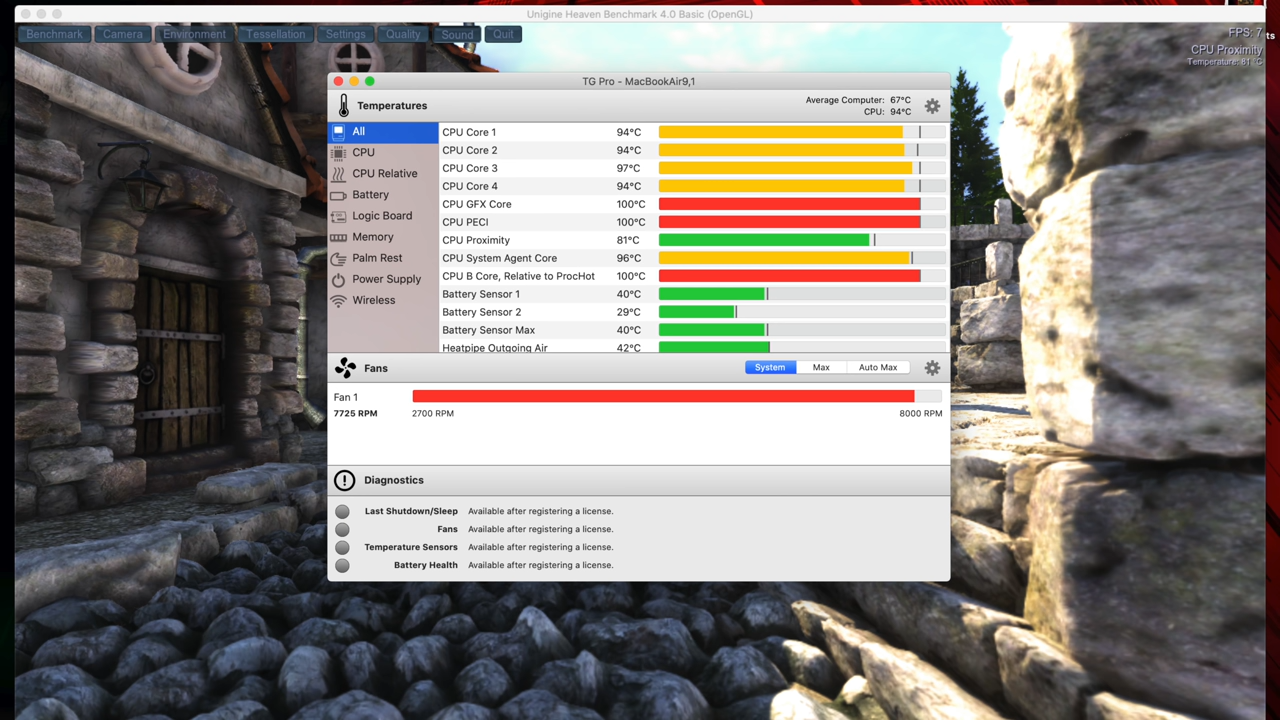 Unigine Heaven Benchmark 4.0 Basic (OpenGL)
Benchmark Camera Environment Tessellation Settings Quality Sound Quit
FPS: 7
ts
CPU Proximity
Temperature: 81° C
TG Pro - MacBookAir9,1
Temperatures
Average Computer: 67°C
CPU: 94°C
All
CPU
CPU Relative
Battery
Logic Board
Memory
Palm Rest
Power Supply
Wireless
CPU Core 1 94°C
CPU Core 2 94°C
CPU Core 3 97°C
CPU Core 4 94°C
CPU GFX Core 100°C
CPU PECI 100°C
CPU Proximity 81°C
CPU System Agent Core 96°C
CPU B Core, Relative to ProcHot 100°C
Battery Sensor 1 40°C
Battery Sensor 2 29°C
Battery Sensor Max 40°C
Heatpipe Outgoing Air 42°C
Fans System Max Auto Max
Fan 1
7725 RPM 2700 RPM 8000 RPM
Diagnostics
Last Shutdown/Sleep Available after registering a license.
Fans Available after registering a license.
Temperature Sensors Available after registering a license.
Battery Health Available after registering a license.